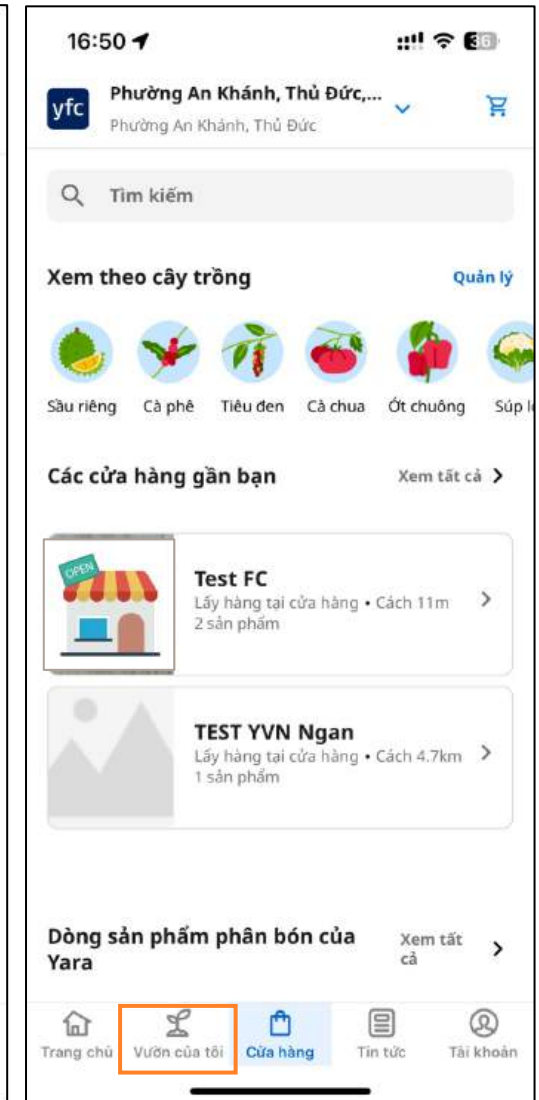 16:50
36
yfc
Phường An Khánh, Thủ Đức,...
Phường An Khánh, Thủ Đức
Tìm kiếm
Xem theo cây trồng
Quản lý
Sầu riêng
Cà phê
Tiêu đen
Cà chua
Ớt chuông
Súp l
Các cửa hàng gần bạn
Xem tất cả
OPEN
Test FC
Lấy hàng tại cửa hàng • Cách 11m
2 sản phẩm
TEST YVN Ngan
Lấy hàng tại cửa hàng • Cách 4.7km
1 sản phẩm
Dòng sản phẩm phân bón của
Yara
Xem tất
cả
Trang chủ
Vườn của tôi
Cửa hàng
Tin tức
Tài khoản